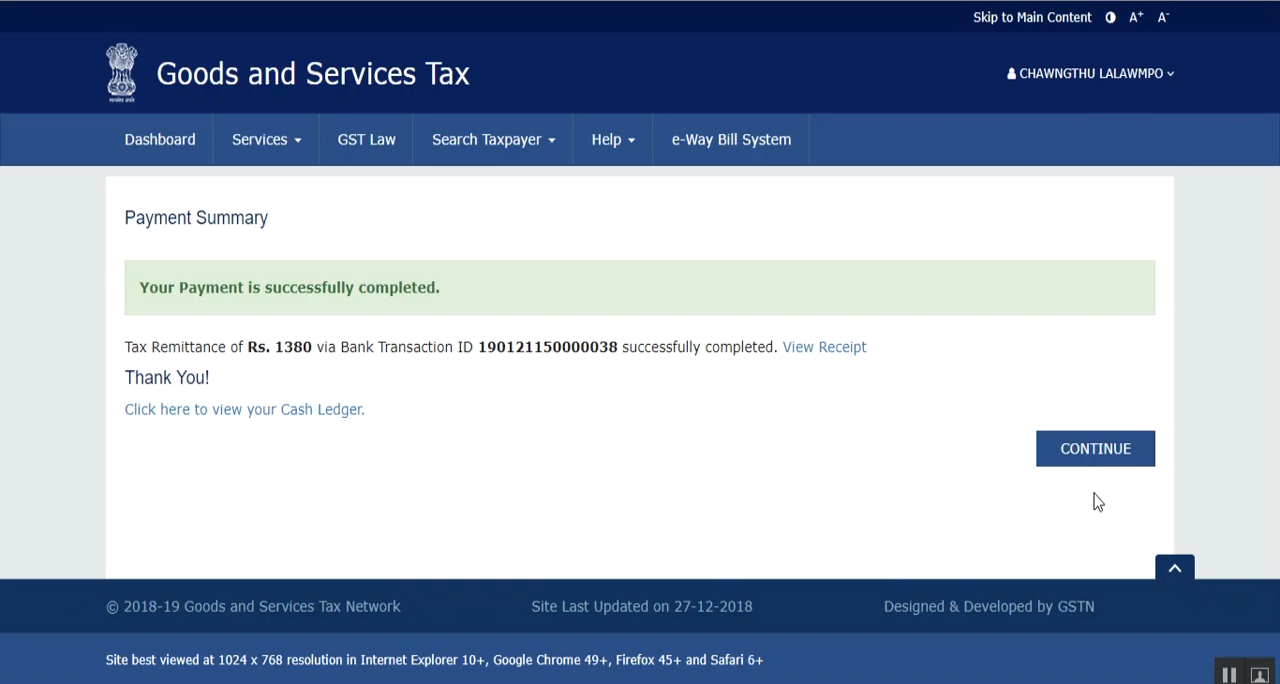 Skip to Main Content A+ A-
Goods and Services Tax
CHAWNGTHU LALAWMPO
Dashboard Services GST Law Search Taxpayer Help e-Way Bill System
Payment Summary
Your Payment is successfully completed.
Tax Remittance of Rs. 1380 via Bank Transaction ID 190121150000038 successfully completed. View Receipt
Thank You!
Click here to view your Cash Ledger.
CONTINUE
© 2018-19 Goods and Services Tax Network Site Last Updated on 27-12-2018 Designed & Developed by GSTN
Site best viewed at 1024 x 768 resolution in Internet Explorer 10+, Google Chrome 49+, Firefox 45+ and Safari 6+